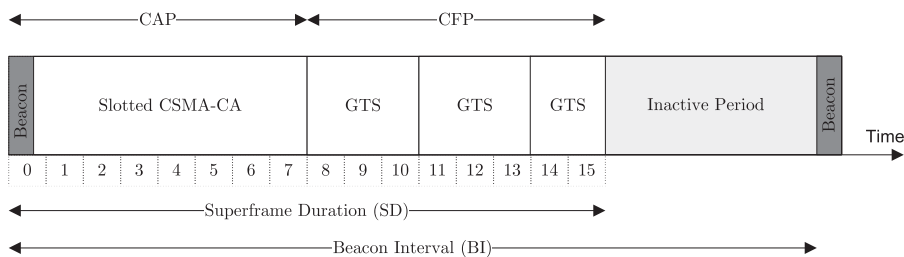 CAP CFP
Beacon Slotted CSMA-CA GTS GTS GTS Inactive Period Beacon
Time
0 1 2 3 4 5 6 7 8 9 10 11 12 13 14 15
Superframe Duration (SD)
Beacon Interval (BI)